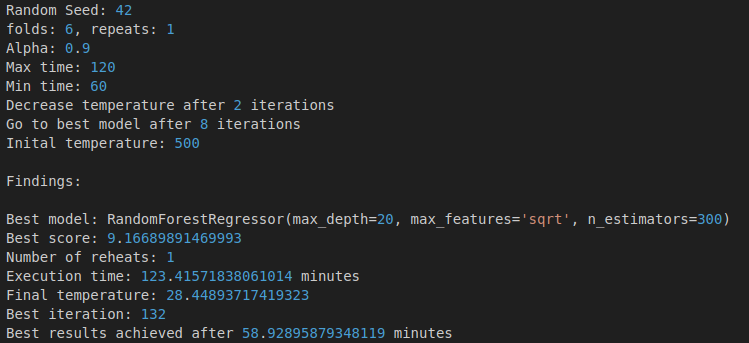 Random Seed: 42
folds: 6, repeats: 1
Alpha: 0.9
Max time: 120
Min time: 60
Decrease temperature after 2 iterations
Go to best model after 8 iterations
Inital temperature: 500
Findings:
Best model: RandomForestRegressor(max_depth=20, max_features='sqrt', n_estimators=300)
Best score: 9.16689891469993
Number of reheats: 1
Execution time: 123.41571838061014 minutes
Final temperature: 28.44893717419323
Best iteration: 132
Best results achieved after 58.92895879348119 minutes